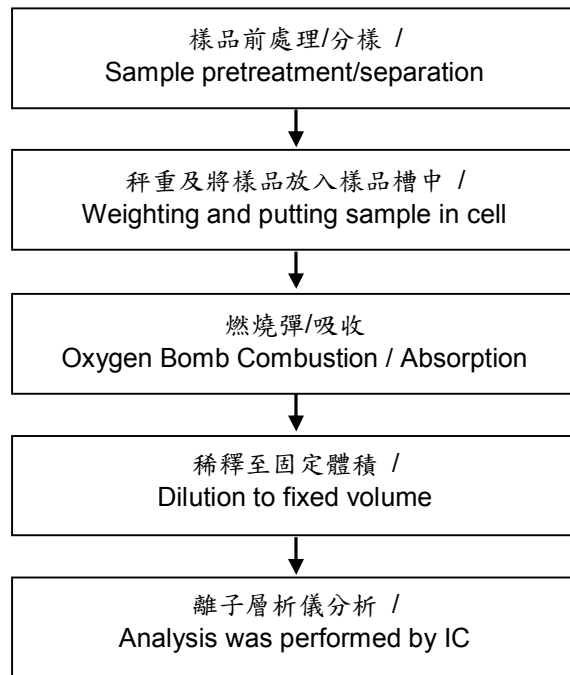 樣品前處理/分樣 /
Sample pretreatment/separation
秤重及將樣品放入樣品槽中 /
Weighting and putting sample in cell
燃燒彈/吸收
Oxygen Bomb Combustion / Absorption
稀釋至固定體積 /
Dilution to fixed volume
離子層析儀分析 /
Analysis was performed by IC